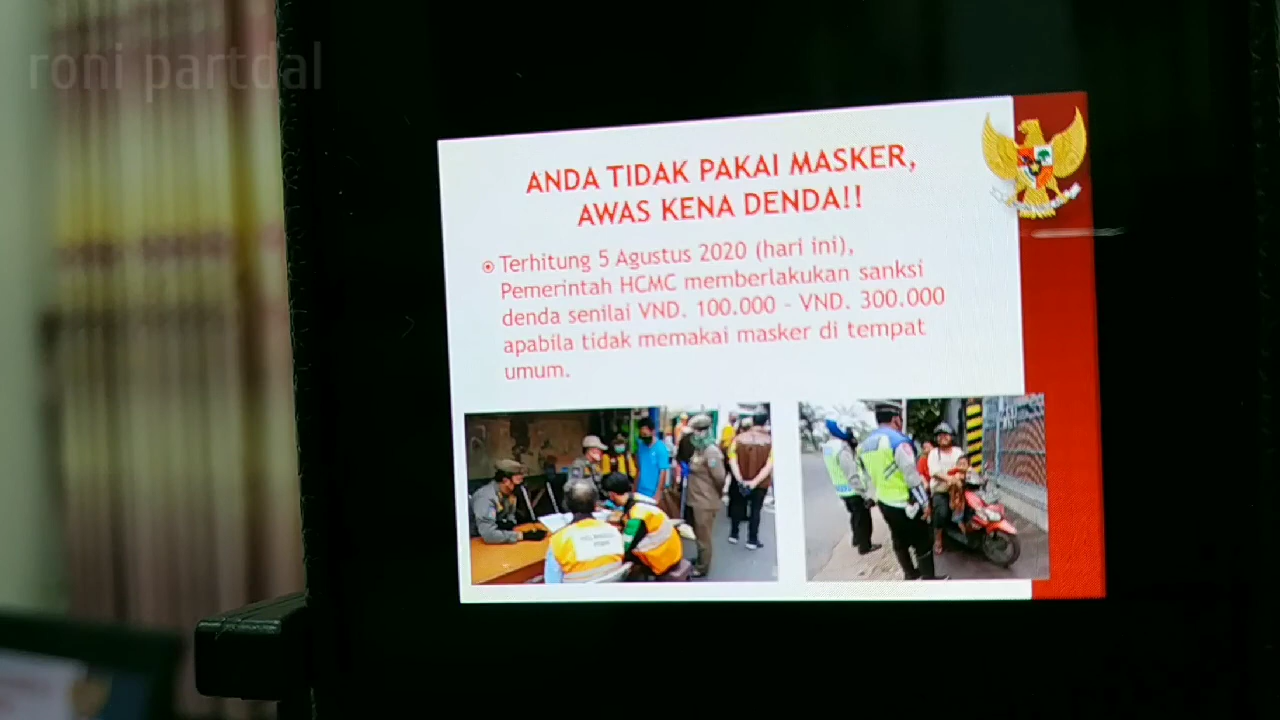 roni partdal
ANDA TIDAK PAKAI MASKER,
AWAS KENA DENDA!!
Terhitung 5 Agustus 2020 (hari ini),
Pemerintah HCMC memberlakukan sanksi
denda senilai VND. 100.000 - VND. 300.000
apabila tidak memakai masker di tempat
umum.